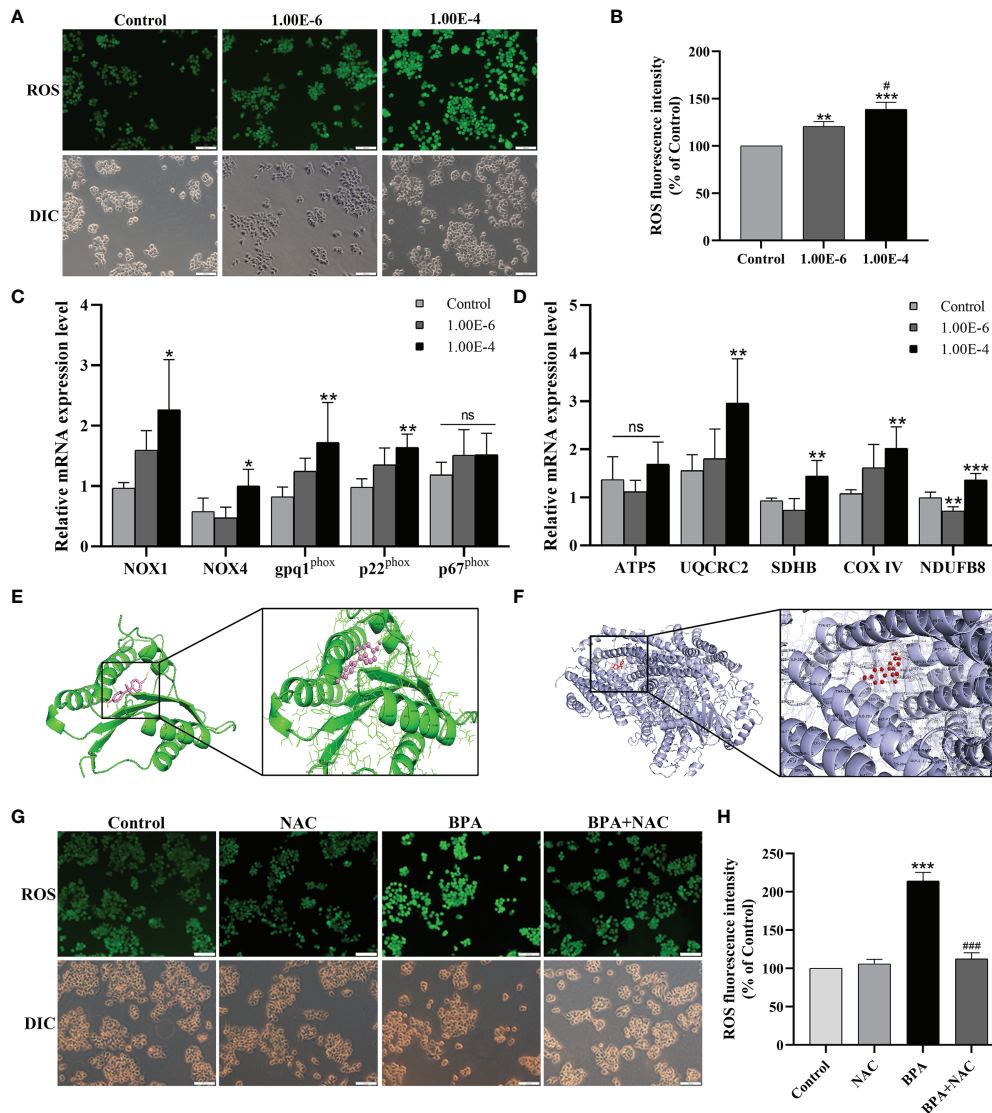 A
Control
1.00E-6
1.00E-4
ROS
DIC
B
ROS fluorescence intensity
(% of Control)
200
150
100
50
0
**
#
***
Control
1.00E-6
1.00E-4
C
Relative mRNA expression level
4
3
2
1
0
Control
1.00E-6
1.00E-4
*
*
**
**
ns
NOX1
NOX4
gpq1phox
p22phox
p67phox
D
Relative mRNA expression level
5
4
3
2
1
0
Control
1.00E-6
1.00E-4
ns
**
**
**
**
***
ATP5
UQCRC2
SDHB
COX IV
NDUFB8
E
F
G
Control
NAC
BPA
BPA+NAC
ROS
DIC
H
ROS fluorescence intensity
(% of Control)
250
200
150
100
50
0
***
###
Control
NAC
BPA
BPA+NAC